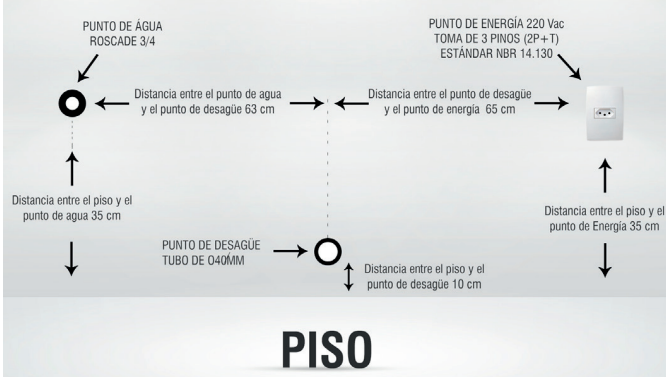 PUNTO DE ÁGUA
ROSCADE 3/4
PUNTO DE ENERGÍA 220 Vac
TOMA DE 3 PINOS (2P+T)
ESTÁNDAR NBR 14.130
Distancia entre el punto de agua
y el punto de desagüe 63 cm
Distancia entre el punto de desagüe
y el punto de energía 65 cm
Distancia entre el piso y el
punto de agua 35 cm
Distancia entre el piso y el
punto de Energía 35 cm
PUNTO DE DESAGÜE
TUBO DE O40MM
Distancia entre el piso y el
punto de desagüe 10 cm
PISO